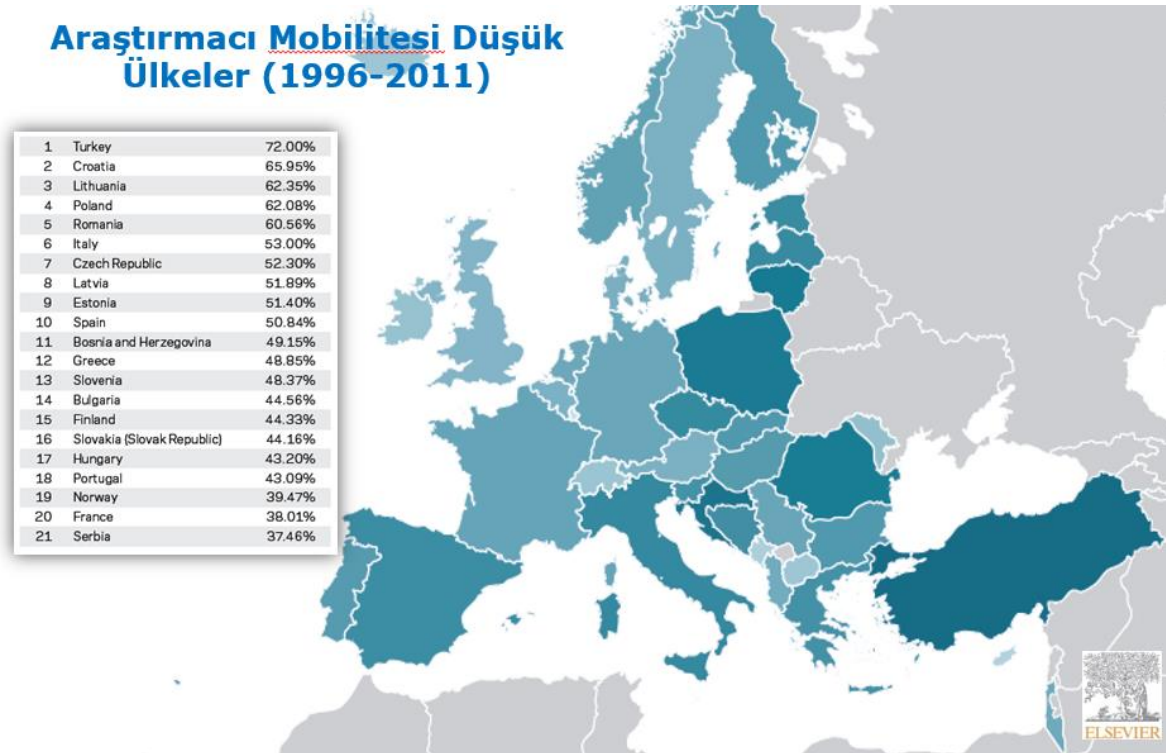 Araştırmacı Mobilitesi Düşük
Ülkeler (1996-2011)
1 Turkey 72.00%
2 Croatia 65.95%
3 Lithuania 62.35%
4 Poland 62.08%
5 Romania 60.56%
6 Italy 53.00%
7 Czech Republic 52.30%
8 Latvia 51.89%
9 Estonia 51.40%
10 Spain 50.84%
11 Bosnia and Herzegovina 49.15%
12 Greece 48.85%
13 Slovenia 48.37%
14 Bulgaria 44.56%
15 Finland 44.33%
16 Slovakia (Slovak Republic) 44.16%
17 Hungary 43.20%
18 Portugal 43.09%
19 Norway 39.47%
20 France 38.01%
21 Serbia 37.46%
ELSEVIER